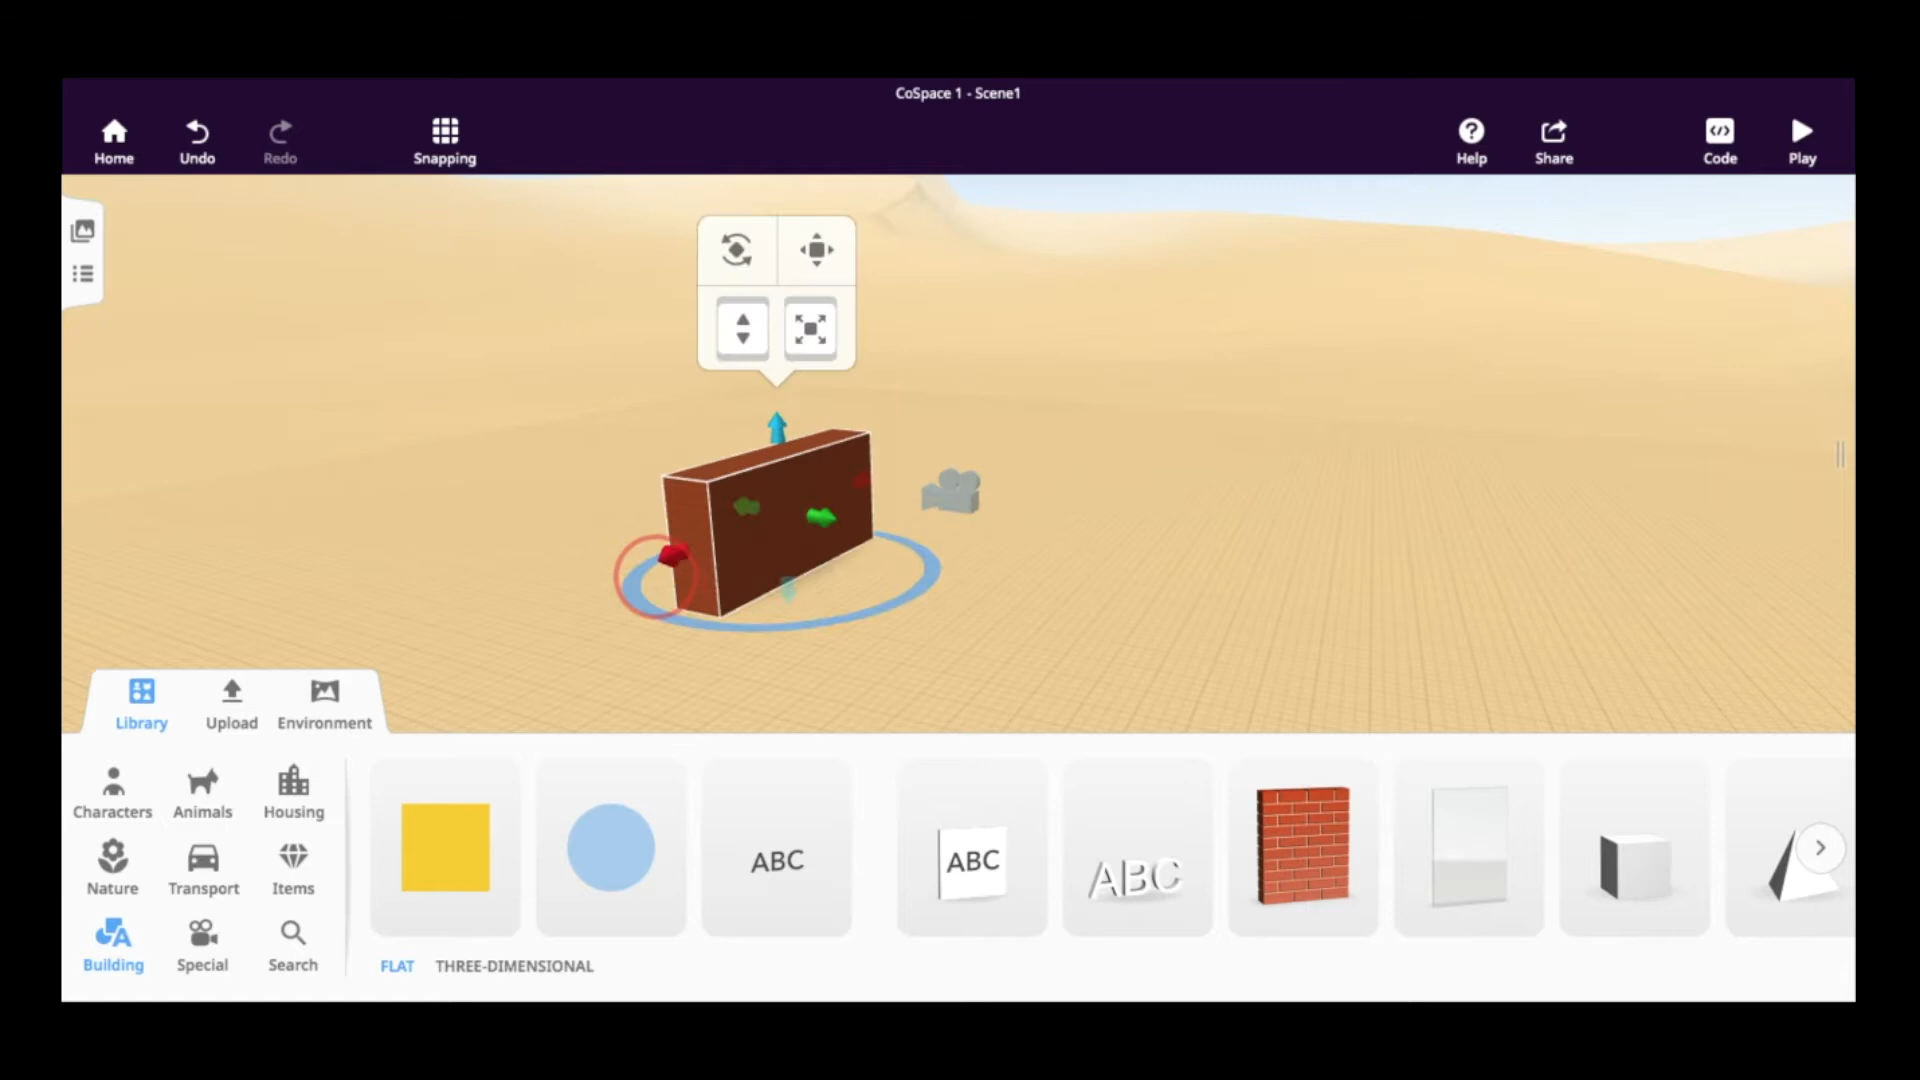 CoSpace 1 - Scene1
Home Undo Redo Snapping Help Share Code Play
Library Upload Environment
Characters Animals Housing
Nature Transport Items
Building Special Search
ABC ABC ABC
FLAT THREE-DIMENSIONAL